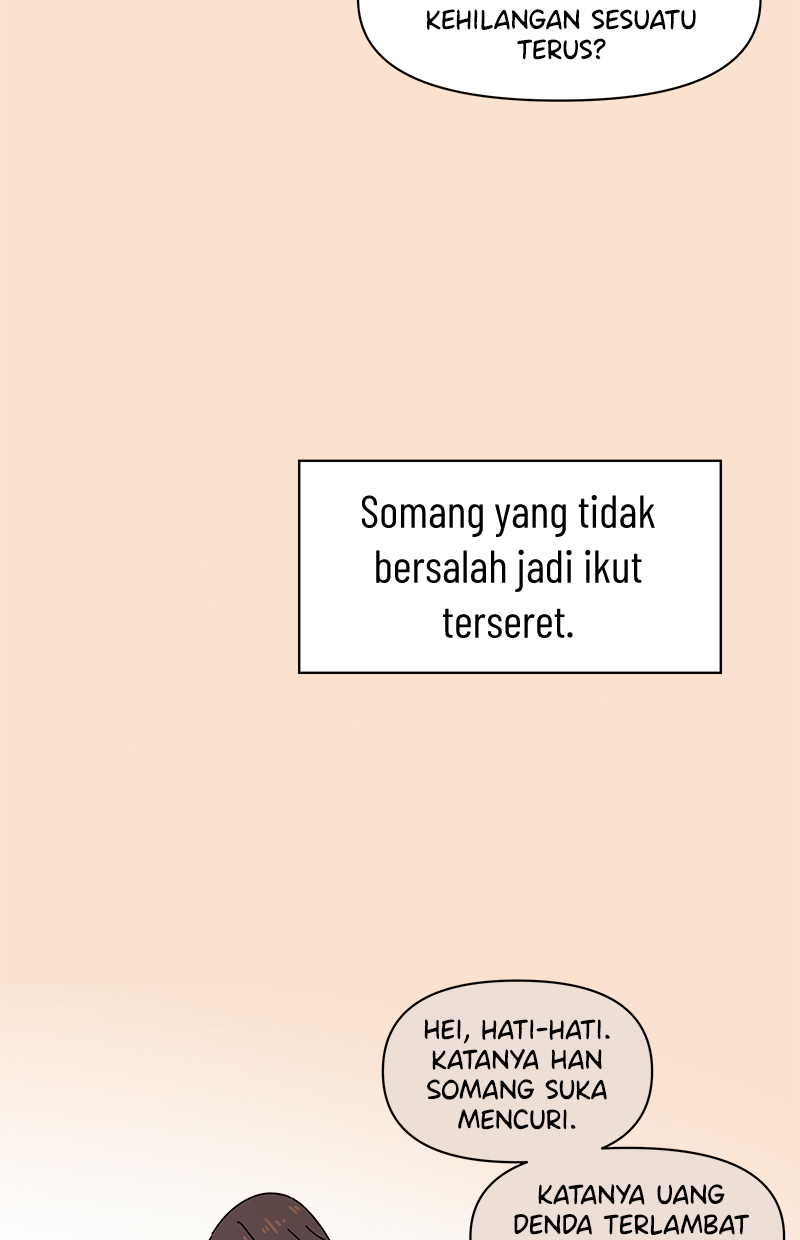 KEHILANGAN SESUATU
TERUS?
Somang yang tidak
bersalah jadi ikut
terseret.
HEI, HATI-HATI.
KATANYA HAN
SOMANG SUKA
MENCURI.
KATANYA UANG
DENDA TERLAMBAT